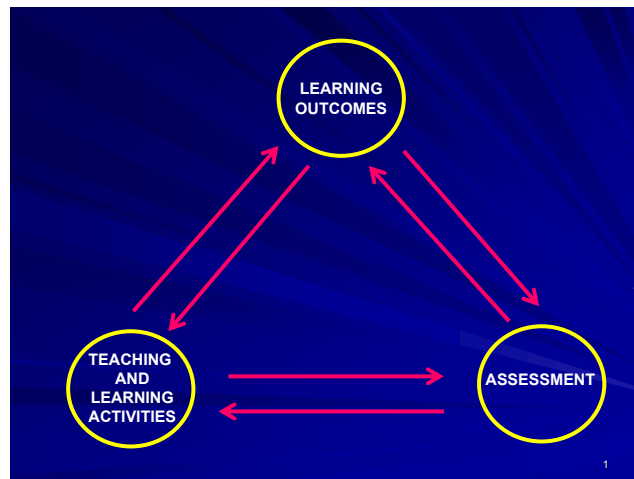 LEARNING
OUTCOMES
TEACHING
AND
LEARNING
ACTIVITIES
ASSESSMENT
1